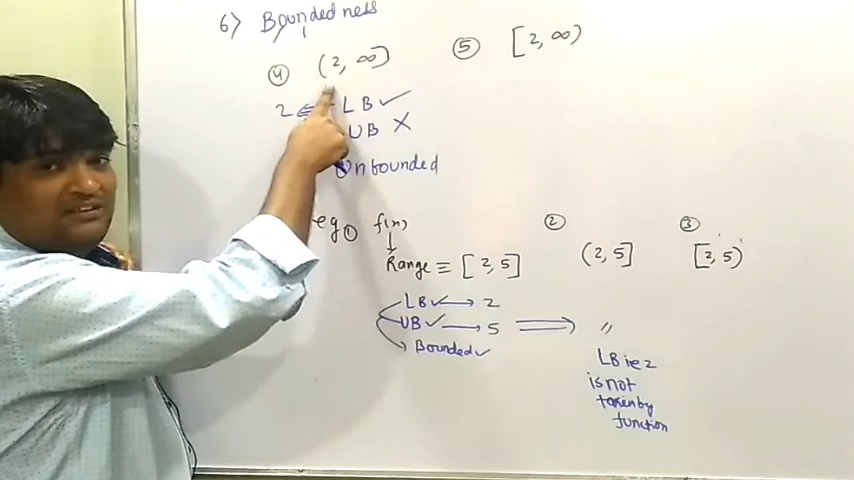 6) Boundedness
④ (2, ∞)
⑤ [2, ∞)
2 ⇐ LB ✓
UB ✗
Unbounded
eg ① f(x)
↓
Range ≡ [2, 5]
LB ✓ → 2
UB ✓ → 5
Bounded ✓
② (2, 5]
〃
LB ie 2
is not
taken by
function
③ [2, 5)